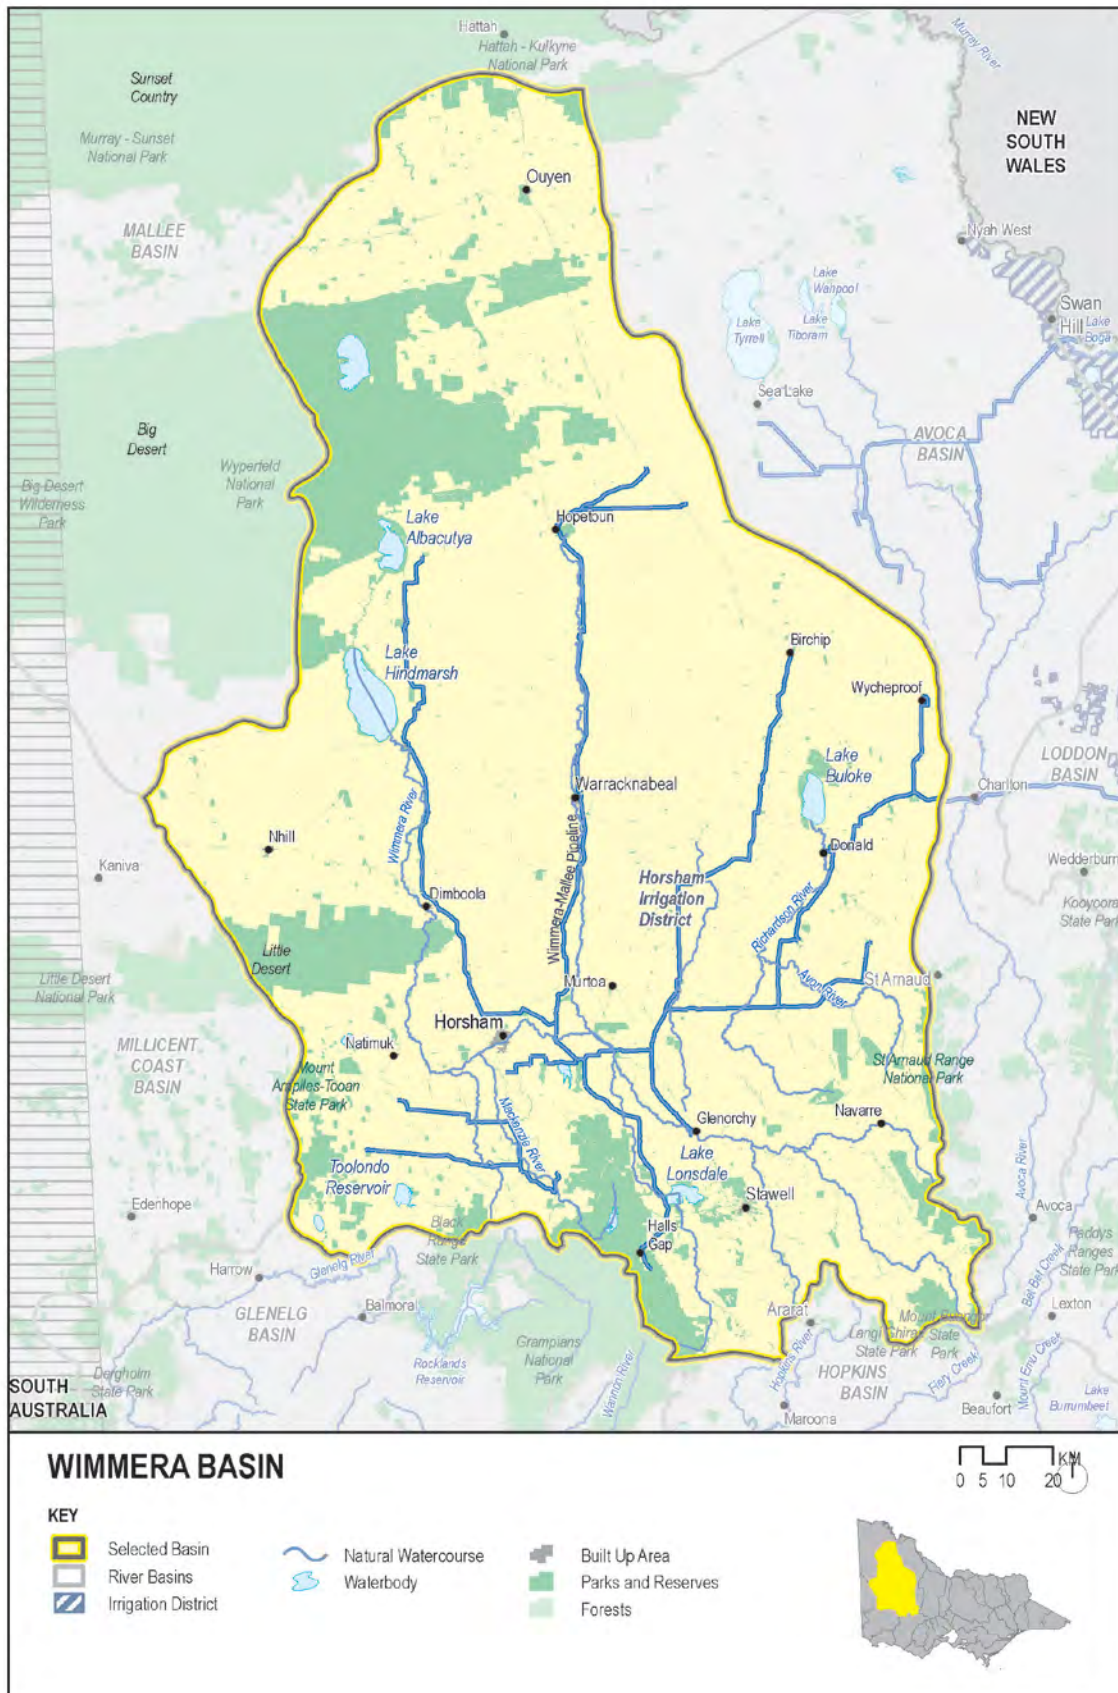 Hattah
Hattah - Kulkyne
National Park
Murray River
Sunset
Country
Murray - Sunset
National Park
NEW
SOUTH
WALES
Ouyen
MALLEE
BASIN
Nyah West
Lake
Wahpool
Swan
Hill
Lake
Boga
Lake
Tyrrell
Lake
Tiboram
Sea Lake
Big
Desert
AVOCA
BASIN
Wyperfeld
National
Park
Big Desert
Wilderness
Park
Lake
Albacutya
Hopetoun
Lake
Hindmarsh
Birchip
Wycheproof
Lake
Buloke
LODDON
BASIN
Charlton
Warracknabeal
Wimmera River
Wimmera-Mallee Pipeline
Nhill
Donald
Kaniva
Wedderburn
Horsham
Irrigation
District
Dimboola
Kooyoora
State Park
Richardson River
Little
Desert
Little Desert
National Park
Murtoa
Avon River
St Arnaud
Horsham
Natimuk
MILLICENT
COAST
BASIN
Mount
Arapiles-Tooan
State Park
St Arnaud Range
National Park
Mackenzie River
Glenorchy
Navarre
Lake
Lonsdale
Toolondo
Reservoir
Avoca River
Stawell
Edenhope
Avoca
Black
Range
State Park
Halls
Gap
Paddys
Ranges
State Park
Harrow
Glenelg River
Bet Bet Creek
GLENELG
BASIN
Balmoral
Ararat
Langi Ghiran
State Park
Mount Buangor
State
Park
Lexton
Grampians
National
Park
Rocklands
Reservoir
Wannon River
Hopkins River
HOPKINS
BASIN
Fiery Creek
Mount Emu Creek
Dergholm
State Park
SOUTH
AUSTRALIA
Maroona
Beaufort
Lake
Burrumbeet
WIMMERA BASIN
KM
0 5 10 20
KEY
Selected Basin
River Basins
Irrigation District
Natural Watercourse
Waterbody
Built Up Area
Parks and Reserves
Forests